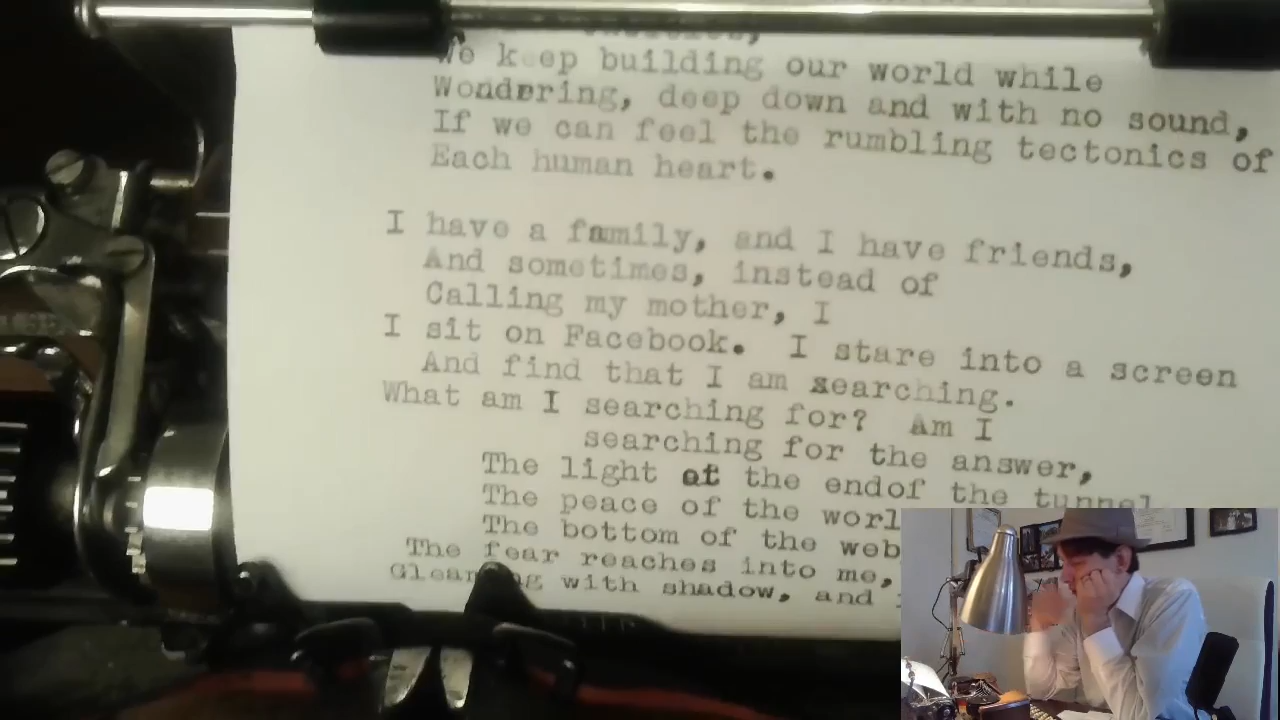 We keep building our world while
Wondering, deep down and with no sound,
If we can feel the rumbling tectonics of
Each human heart.
I have a family, and I have friends,
And sometimes, instead of
Calling my mother, I
I sit on Facebook. I stare into a screen
And find that I am searching.
What am I searching for? Am I
searching for the answer,
The light at the endof the tunnel
The peace of the worl
The bottom of the web
The fear reaches into me,
with shadow, and